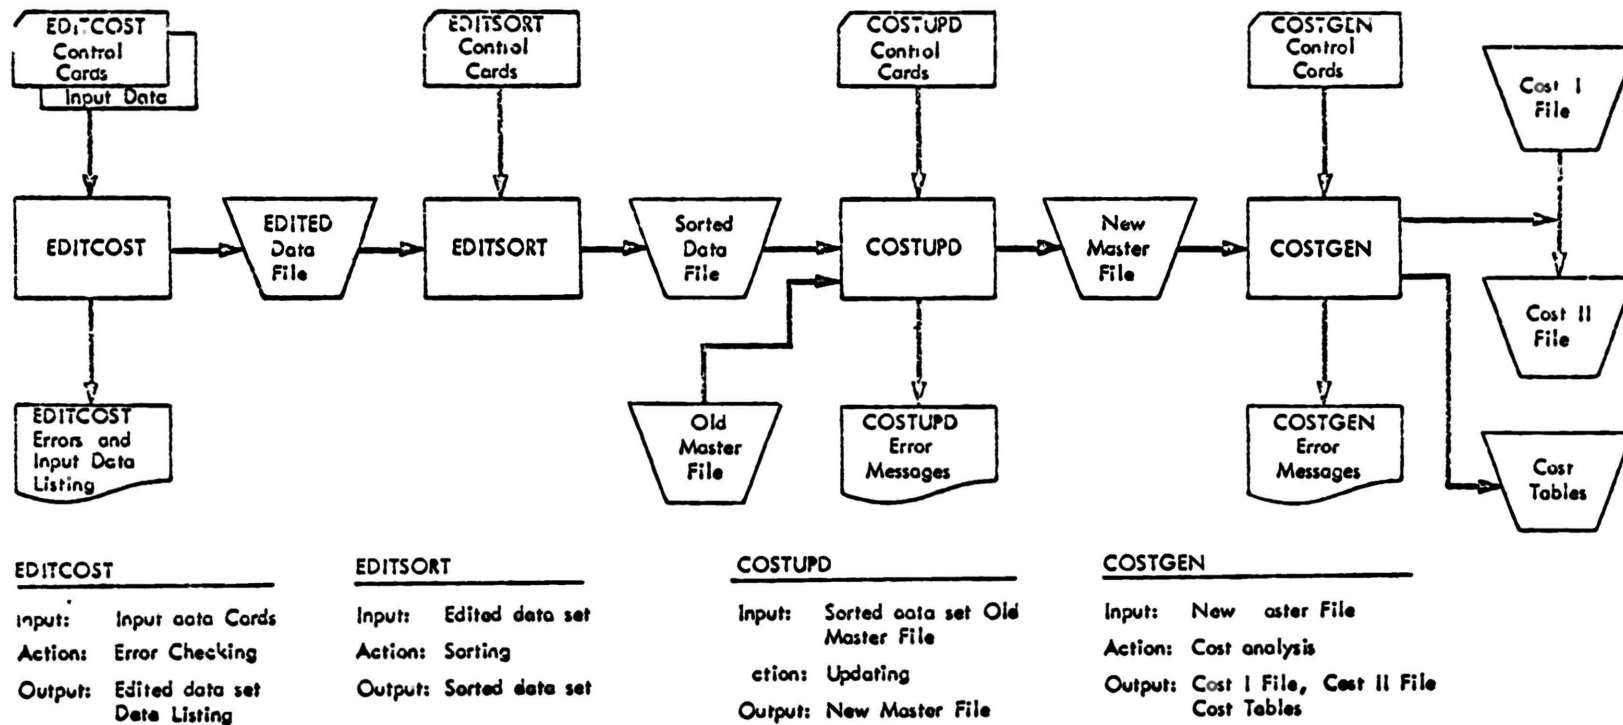 EDITCOST
Control
Cards
Input Data
EDITSORT
Control
Cards
COSTUPD
Control
Cards
COSTGEN
Control
Cards
Cost I
File
EDITCOST
EDITED
Data
File
EDITSORT
Sorted
Data
File
COSTUPD
New
Master
File
COSTGEN
Cost II
File
EDITCOST
Errors and
Input Data
Listing
Old
Master
File
COSTUPD
Error
Messages
COSTGEN
Error
Messages
Cost
Tables
EDITCOST
Input: Input data Cards
Action: Error Checking
Output: Edited data set
Data Listing
EDITSORT
Input: Edited data set
Action: Sorting
Output: Sorted data set
COSTUPD
Input: Sorted data set Old
Master File
ction: Updating
Output: New Master File
COSTGEN
Input: New aster File
Action: Cost analysis
Output: Cost I File, Cost II File
Cost Tables